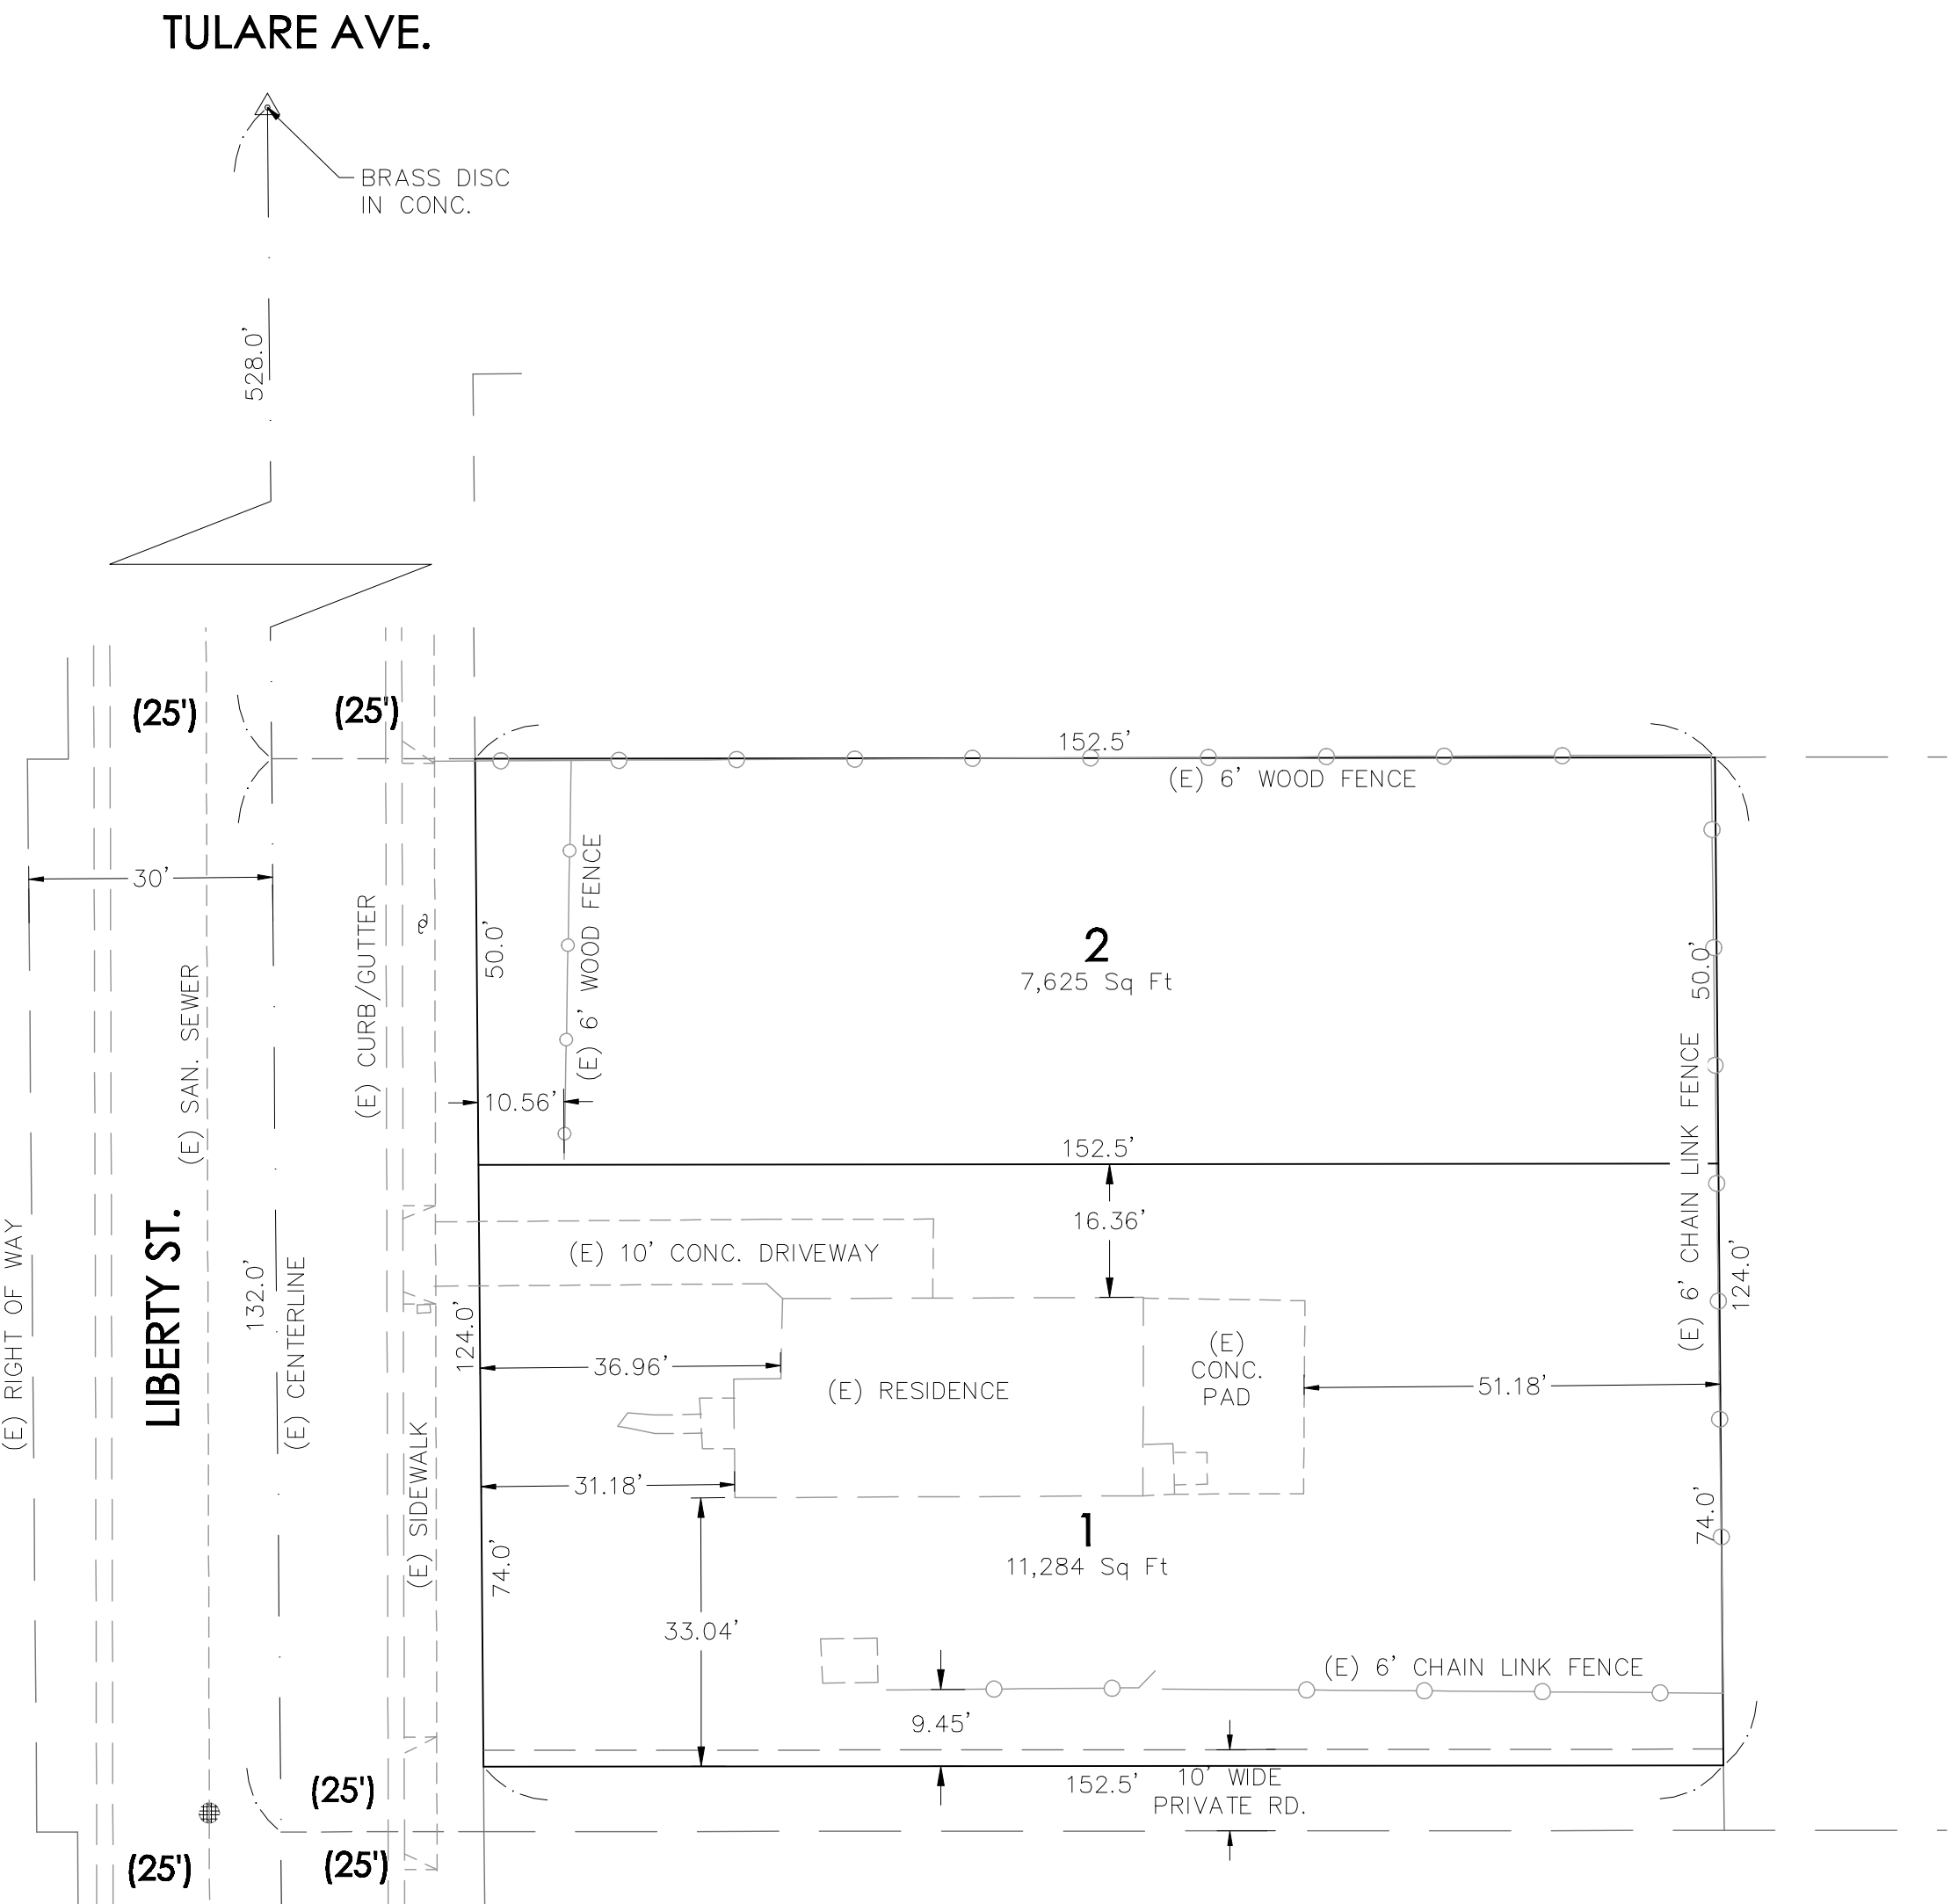 TULARE AVE.
BRASS DISC
IN CONC.
528.0'
(25')
(25')
152.5'
(E) 6' WOOD FENCE
30'
(E) 6' WOOD FENCE
50.0'
(E) CURB/GUTTER
(E) SAN. SEWER
2
7,625 Sq Ft
50.0'
10.56'
152.5'
(E) 6' CHAIN LINK FENCE
16.36'
(E) RIGHT OF WAY
LIBERTY ST.
132.0'
(E) CENTERLINE
(E) 10' CONC. DRIVEWAY
124.0'
124.0'
36.96'
(E) RESIDENCE
(E)
CONC.
PAD
51.18'
31.18'
(E) SIDEWALK
74.0'
1
11,284 Sq Ft
74.0'
33.04'
(E) 6' CHAIN LINK FENCE
9.45'
152.5'
10' WIDE
PRIVATE RD.
(25')
(25')
(25')